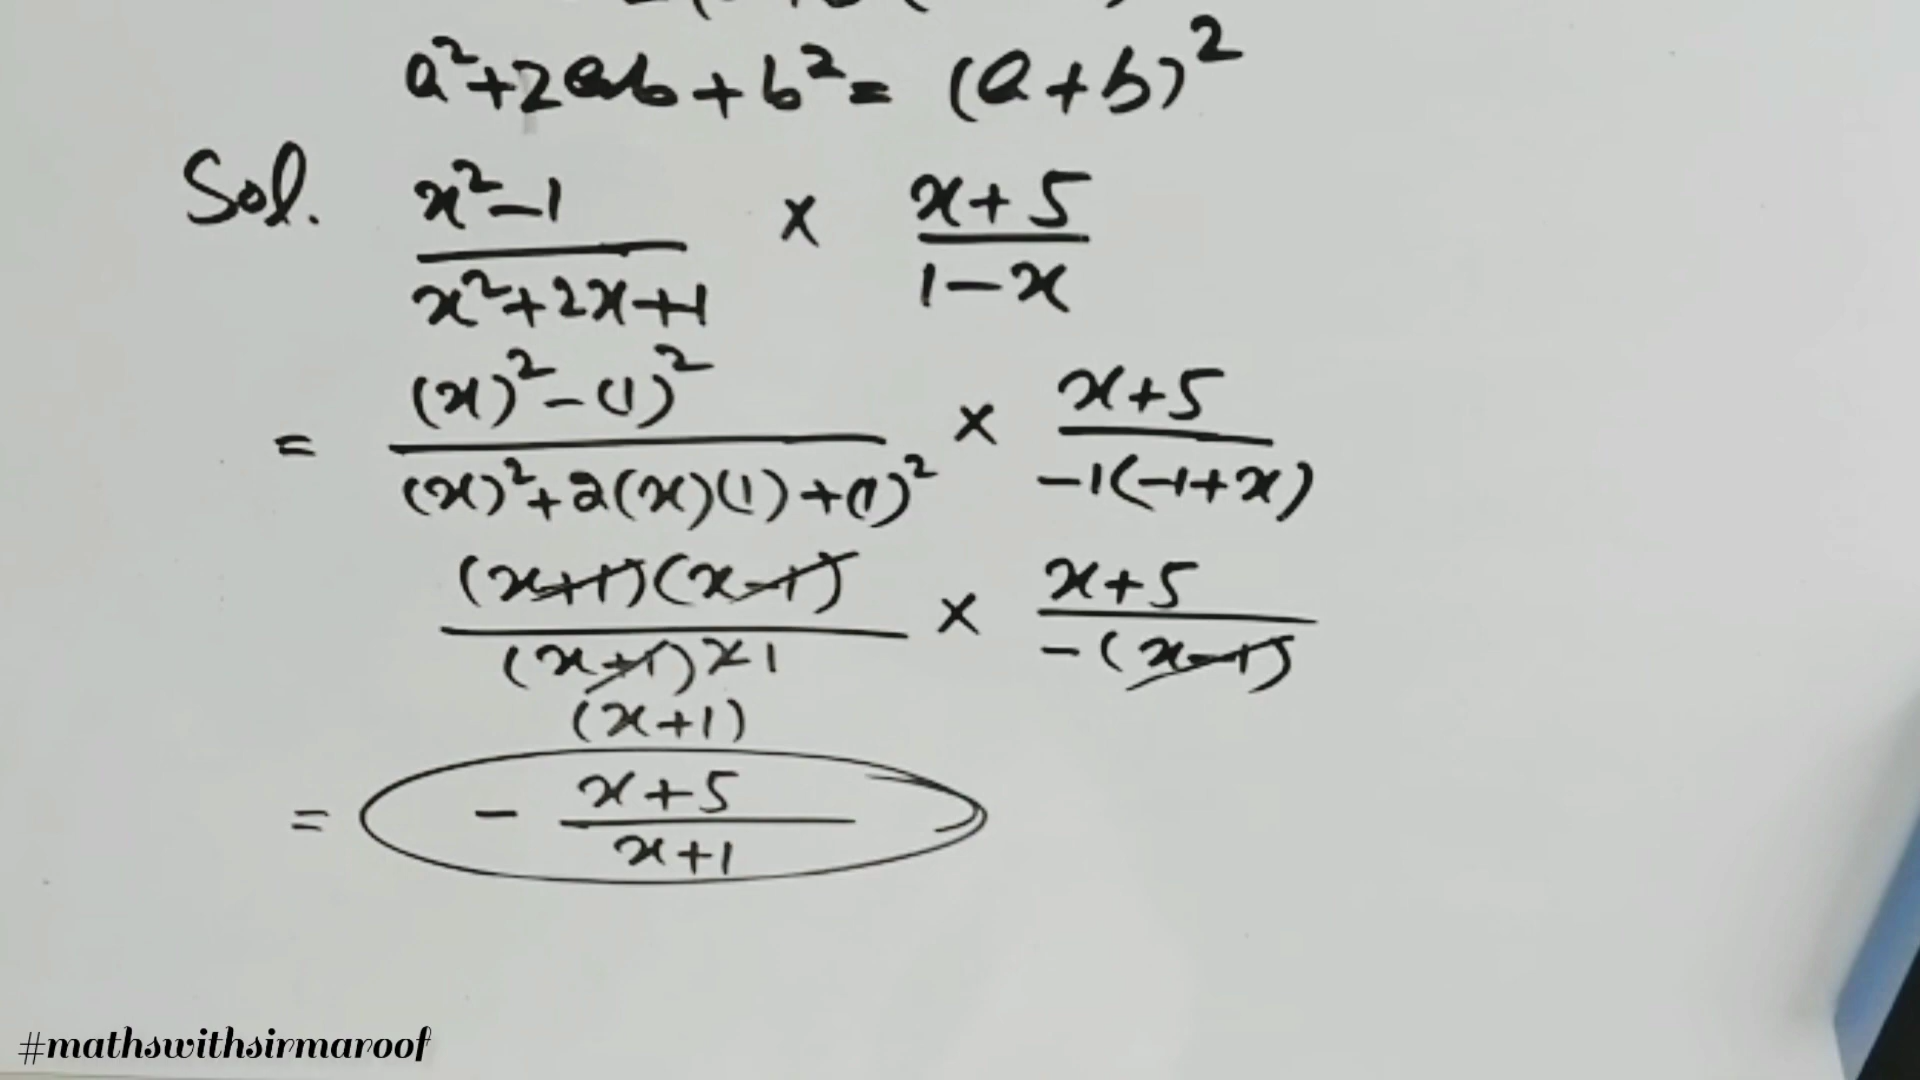 a²+2ab+b²= (a+b)²
Sol. x²-1 / x²+2x+1 × x+5 / 1-x
= (x)²-(1)² / (x)²+2(x)(1)+(1)² × x+5 / -1(-1+x)
(x+1)(x-1) / (x+1)×1 (x+1) × x+5 / -(x-1)
= - x+5 / x+1
#mathswithsirmaroof